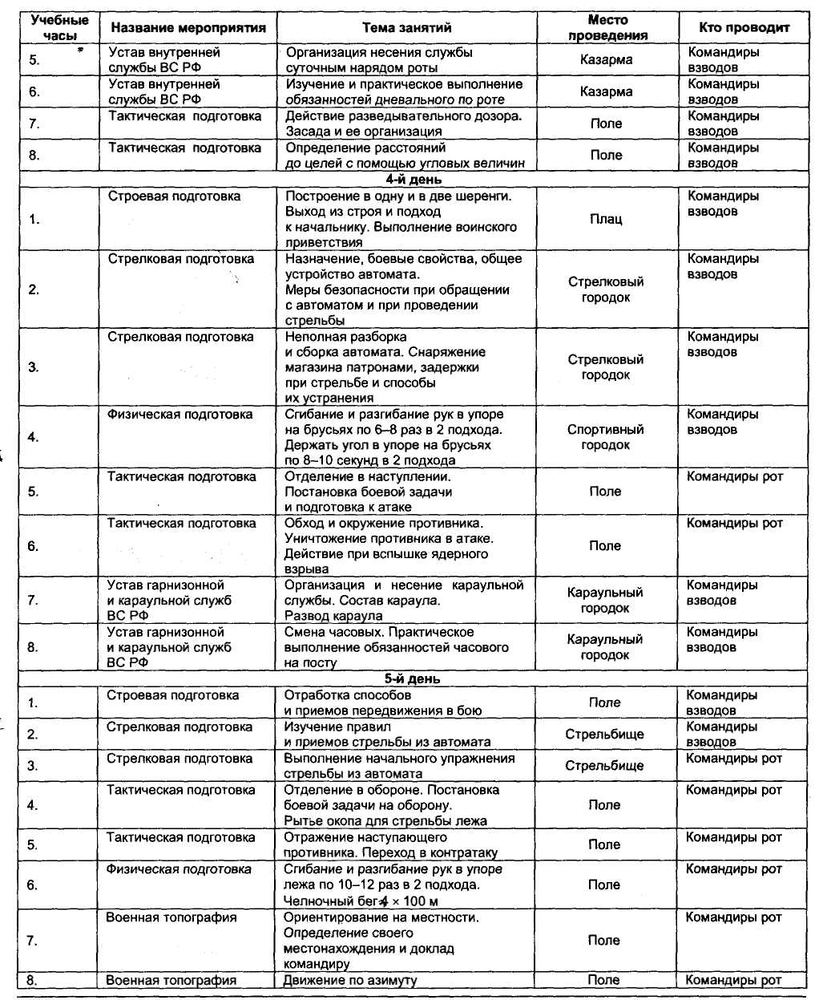 Учебные часы | Название мероприятия | Тема занятий | Место проведения | Кто проводит
5. | Устав внутренней | Организация несения службы | Казарма | Командиры
службы ВС РФ | суточным нарядом роты | взводов
6. | Устав внутренней | Изучение и практическое выполнение | Казарма | Командиры
службы ВС РФ | обязанностей дневального по роте | взводов
7. | Тактическая подготовка | Действие разведывательного дозора. | Поле | Командиры
Засада и ее организация | взводов
8. | Тактическая подготовка | Определение расстояний | Поле | Командиры
до целей с помощью угловых величин | взводов
4-й день
Строевая подготовка | Построение в одну и в две шеренги. | Командиры
Выход из строя и подход | взводов
1. | к начальнику. Выполнение воинского | Плац
приветствия
Стрелковая подготовка | Назначение, боевые свойства, общее | Командиры
устройство автомата. | взводов
2. | Меры безопасности при обращении | Стрелковый
с автоматом и при проведении | городок
стрельбы
Стрелковая подготовка | Неполная разборка | Командиры
и сборка автомата. Снаряжение | взводов
3. | магазина патронами, задержки | Стрелковый
при стрельбе и способы | городок
их устранения
Физическая подготовка | Сгибание и разгибание рук в упоре | Командиры
на брусьях по 6–8 раз в 2 подхода. | Спортивный | взводов
4. | Держать угол в упоре на брусьях | городок
по 8–10 секунд в 2 подхода
Тактическая подготовка | Отделение в наступлении. | Командиры рот
5. | Постановка боевой задачи | Поле
и подготовка к атаке
Тактическая подготовка | Обход и окружение противника. | Командиры рот
6. | Уничтожение противника в атаке. | Поле
Действие при вспышке ядерного
взрыва
Устав гарнизонной | Организация и несение караульной | Командиры
7. | и караульной служб | службы. Состав караула. | Караульный | взводов
ВС РФ | Развод караула | городок
Устав гарнизонной | Смена часовых. Практическое | Командиры
8. | и караульной служб | выполнение обязанностей часового | Караульный | взводов
ВС РФ | на посту | городок
5-й день
1. | Строевая подготовка | Отработка способов | Поле | Командиры
и приемов передвижения в бою | взводов
2. | Стрелковая подготовка | Изучение правил | Стрельбище | Командиры
и приемов стрельбы из автомата | взводов
3. | Стрелковая подготовка | Выполнение начального упражнения | Стрельбище | Командиры рот
стрельбы из автомата
Тактическая подготовка | Отделение в обороне. Постановка | Командиры рот
4. | боевой задачи на оборону. | Поле
Рытье окопа для стрельбы лежа
5. | Тактическая подготовка | Отражение наступающего | Поле | Командиры рот
противника. Переход в контратаку
Физическая подготовка | Сгибание и разгибание рук в упоре | Командиры рот
6. | лежа по 10–12 раз в 2 подхода. | Поле
Челночный бег 4 × 100 м
Военная топография | Ориентирование на местности. | Командиры рот
7. | Определение своего | Поле
местонахождения и доклад
командиру
8. | Военная топография | Движение по азимуту | Поле | Командиры рот